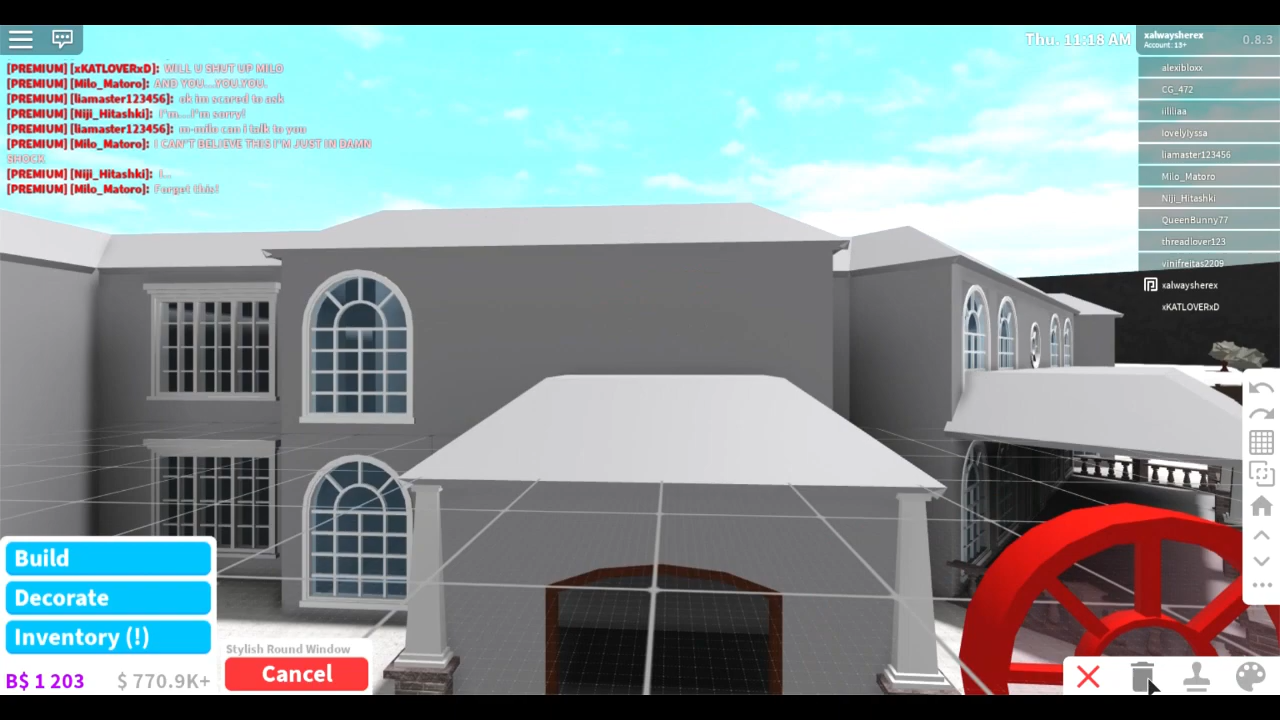 Thu. 11:18 AM
xalwaysherex
Account: 13+
0.8.3
[PREMIUM] [xKATLOVERxD]: WILL U SHUT UP MILO
[PREMIUM] [Milo_Matoro]: AND YOU...YOU.YOU.
[PREMIUM] [liamaster123456]: ok im scared to ask
[PREMIUM] [Niji_Hitashki]: I'm....I'm sorry!
[PREMIUM] [liamaster123456]: m-milo can i talk to you
[PREMIUM] [Milo_Matoro]: I CAN'T BELIEVE THIS I'M JUST IN DAMN
SHOCK
[PREMIUM] [Niji_Hitashki]: I...
[PREMIUM] [Milo_Matoro]: Forget this!
alexibloxx
CG_472
iililiaa
lovelylyssa
liamaster123456
Milo_Matoro
Niji_Hitashki
QueenBunny77
threadlover123
vinifreitas2209
xalwaysherex
xKATLOVERxD
Build
Decorate
Inventory (!)
B$ 1 203
$ 770.9K+
Stylish Round Window
Cancel